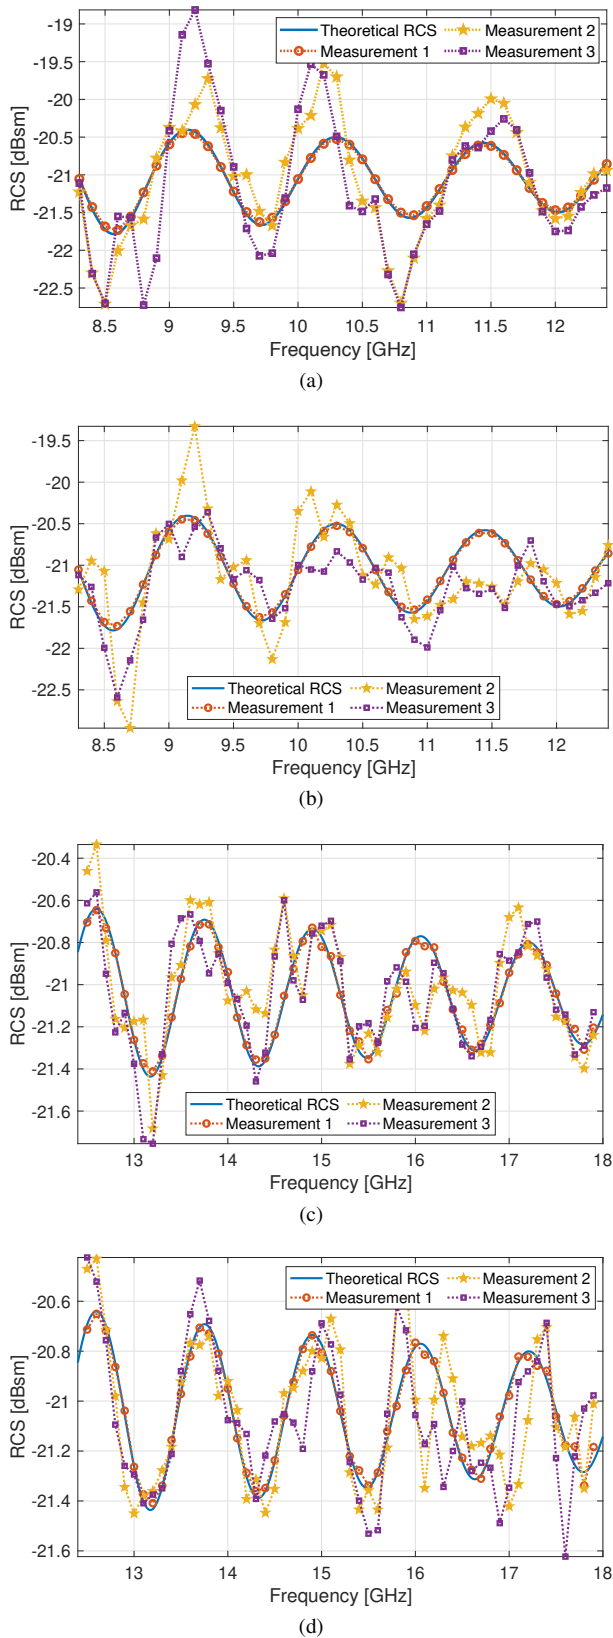 -19
-19.5
-20
-20.5
-21
-21.5
-22
-22.5
RCS [dBsm]
Theoretical RCS
Measurement 1
Measurement 2
Measurement 3
8.5 9 9.5 10 10.5 11 11.5 12
Frequency [GHz]
(a)
-19.5
-20
-20.5
-21
-21.5
-22
-22.5
RCS [dBsm]
Theoretical RCS
Measurement 1
Measurement 2
Measurement 3
8.5 9 9.5 10 10.5 11 11.5 12
Frequency [GHz]
(b)
-20.4
-20.6
-20.8
-21
-21.2
-21.4
-21.6
RCS [dBsm]
Theoretical RCS
Measurement 1
Measurement 2
Measurement 3
13 14 15 16 17 18
Frequency [GHz]
(c)
-20.6
-20.8
-21
-21.2
-21.4
-21.6
RCS [dBsm]
Theoretical RCS
Measurement 1
Measurement 2
Measurement 3
13 14 15 16 17 18
Frequency [GHz]
(d)